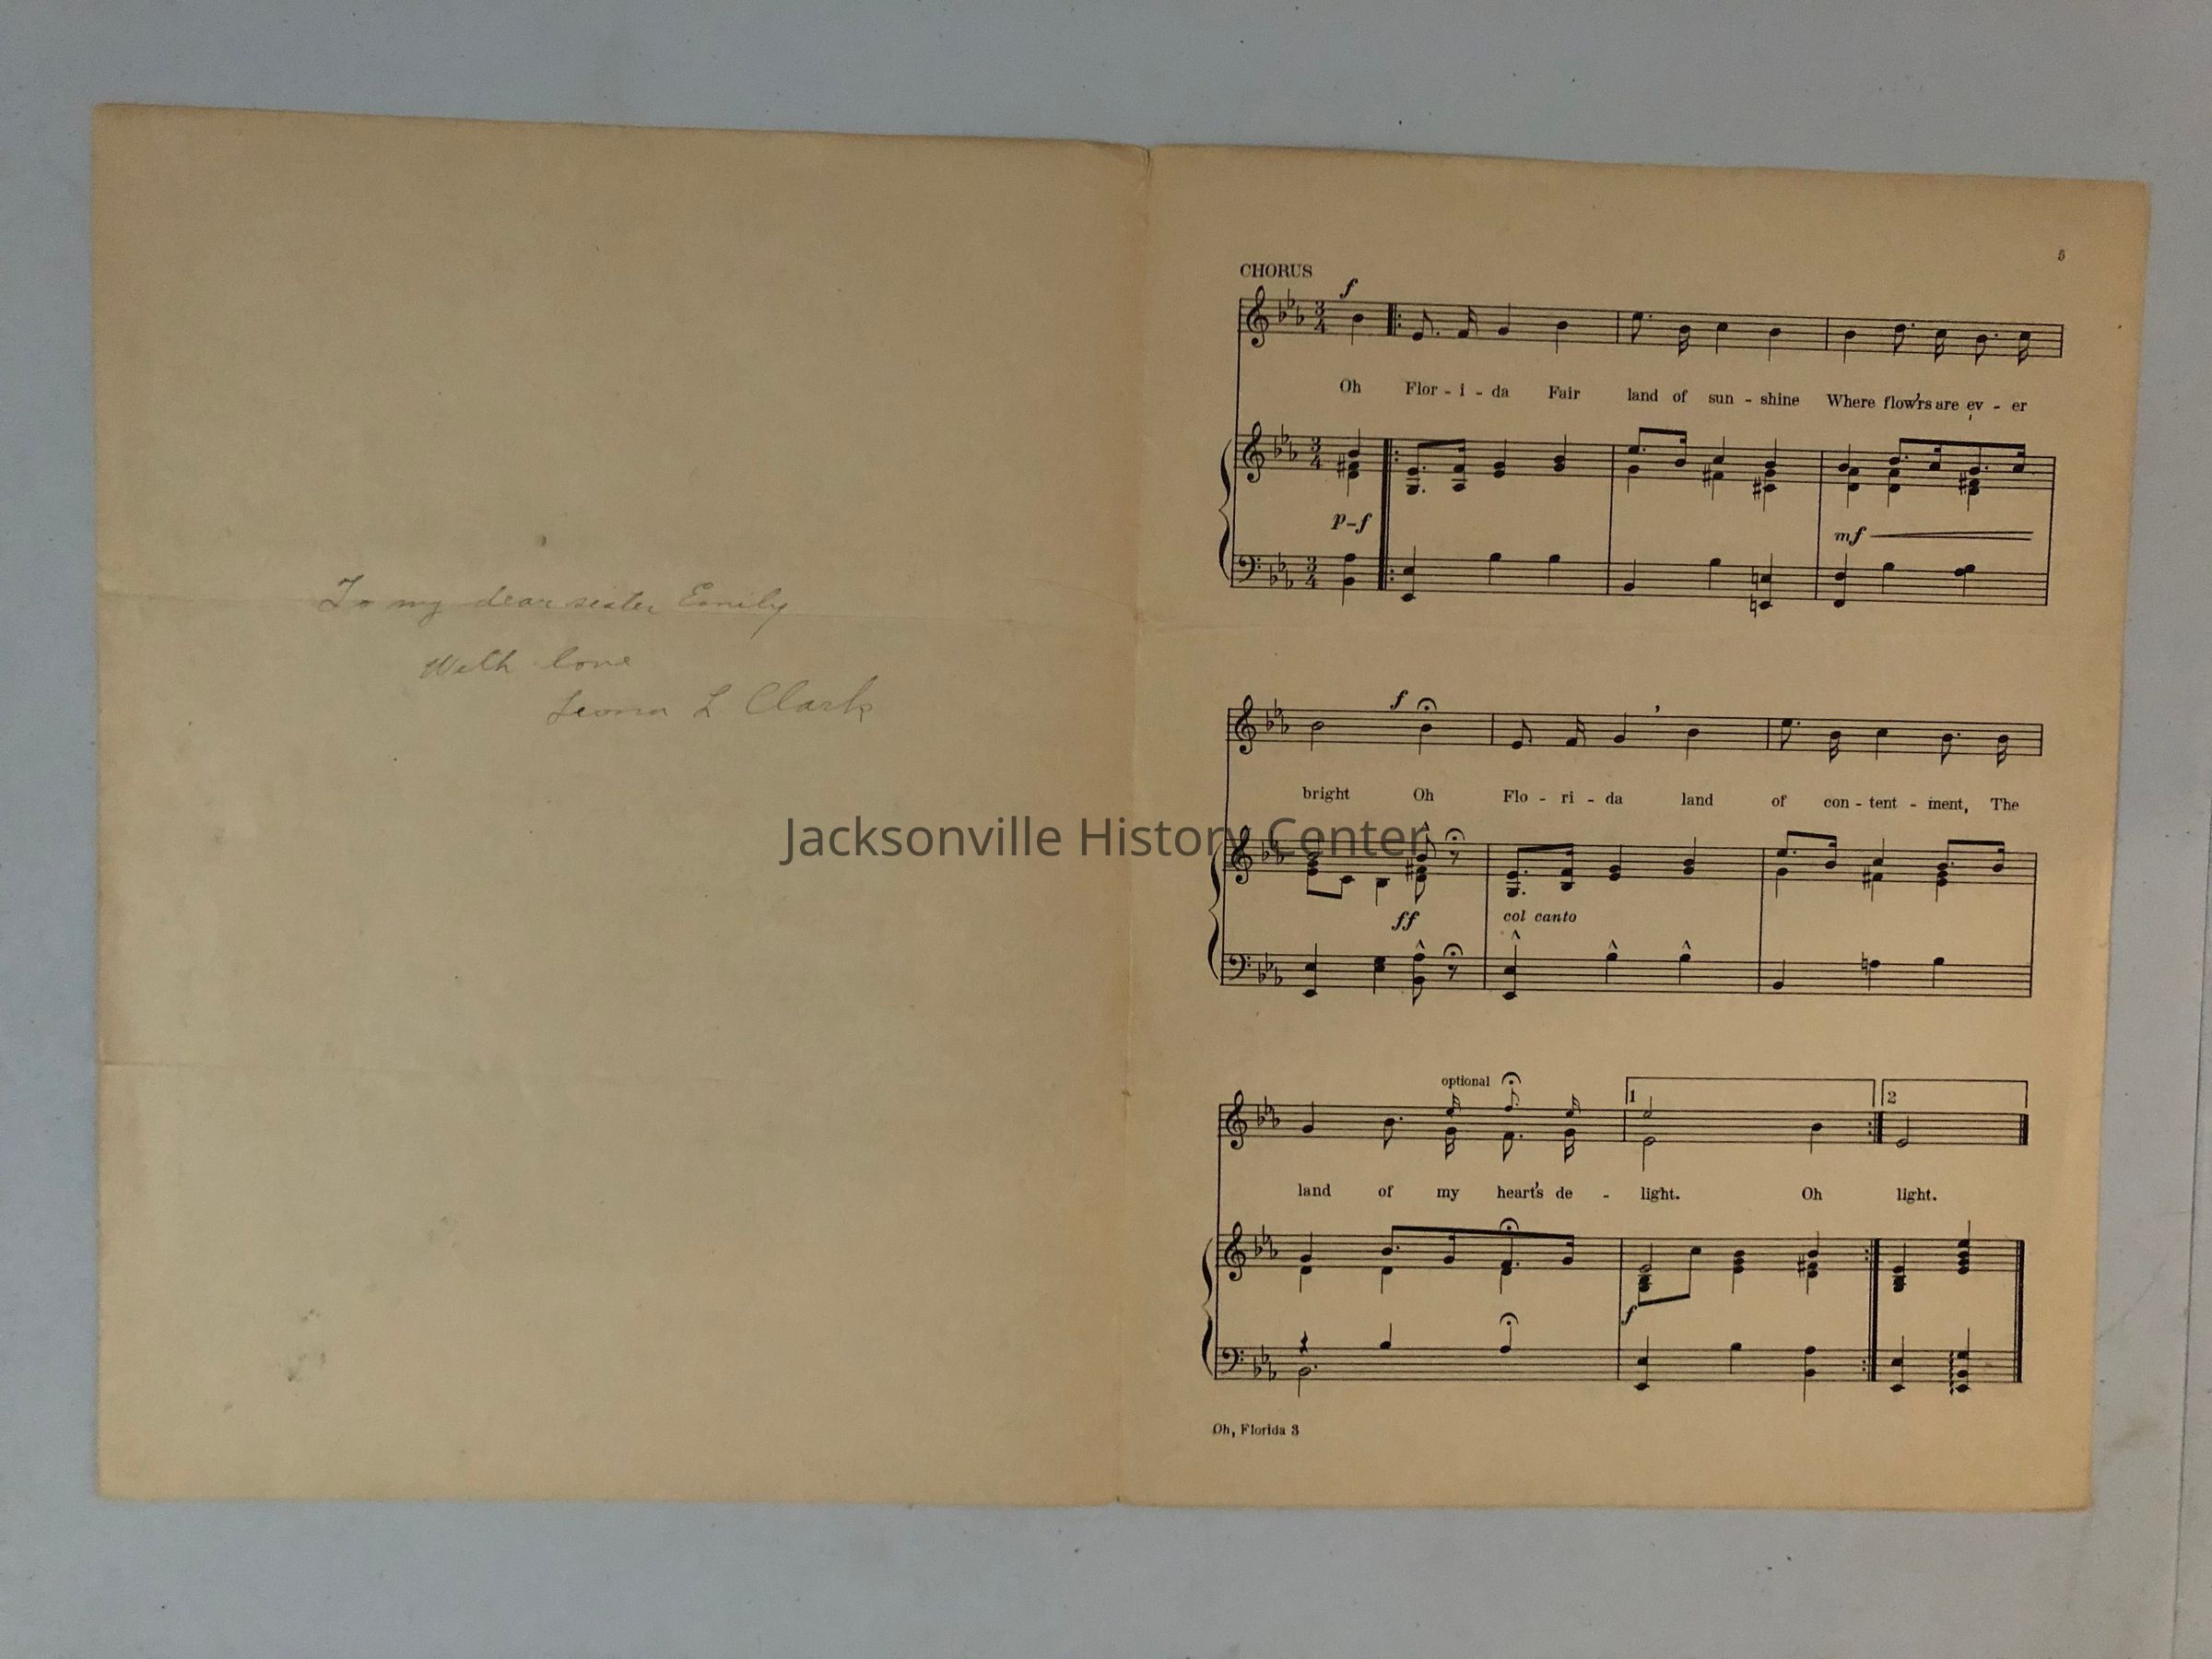 To my dear sister Emily
With love
Leona L. Clark
Jacksonville History Center
5
CHORUS
f
Oh Flor - i - da Fair land of sun - shine Where flow'rs are ev - er
p-f
mf
f
bright Oh Flo - ri - da land of con - tent - ment, The
ff
col canto
optional
1 2
land of my heart's de - light. Oh light.
f
Oh, Florida 3